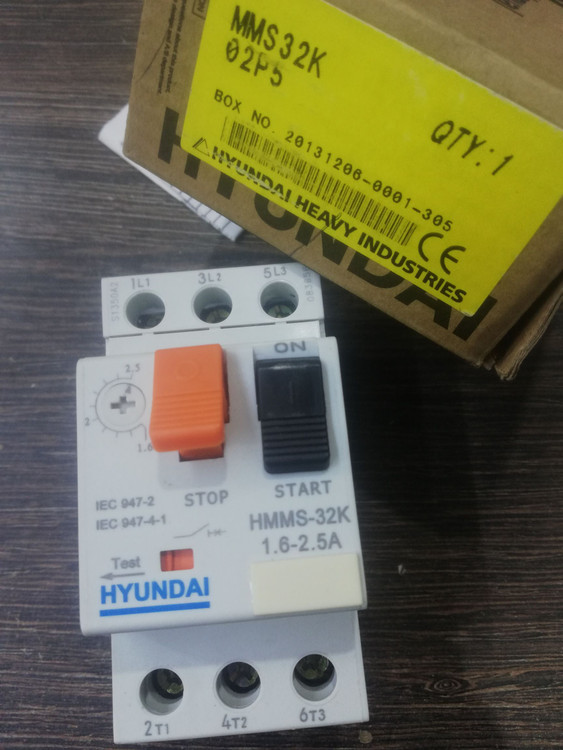 MMS32K
02P5
QTY:1
BOX NO. 20131206-0001-305
HYUNDAI HEAVY INDUSTRIES
CE
HYUNDAI
1L1 3L2 5L3
ON
2.5
2
1.6
STOP
START
IEC 947-2
IEC 947-4-1
HMMS-32K
1.6-2.5A
Test
HYUNDAI
2T1 4T2 6T3